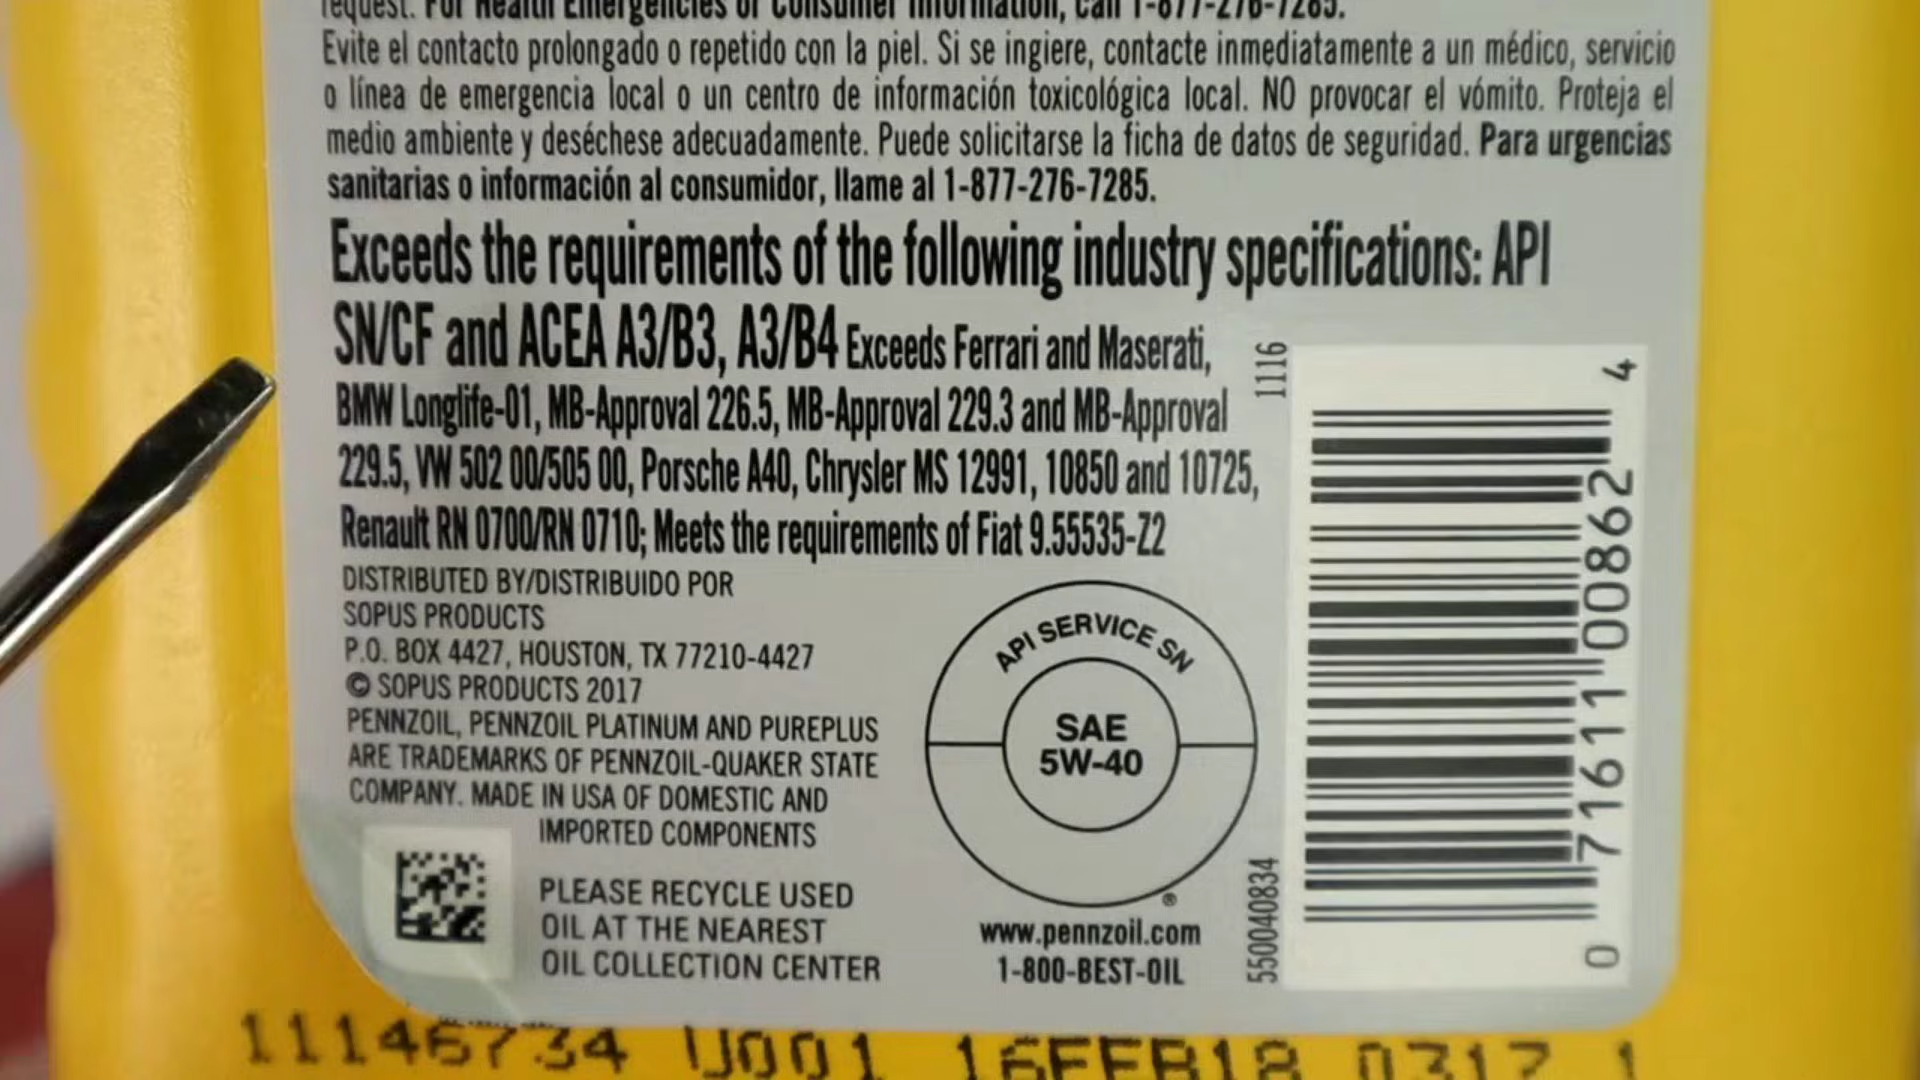 request. For Health Emergencies or Consumer Information, call 1-877-276-7285.
Evite el contacto prolongado o repetido con la piel. Si se ingiere, contacte inmediatamente a un médico, servicio
o línea de emergencia local o un centro de información toxicológica local. NO provocar el vómito. Proteja el
medio ambiente y deséchese adecuadamente. Puede solicitarse la ficha de datos de seguridad. Para urgencias
sanitarias o información al consumidor, llame al 1-877-276-7285.
Exceeds the requirements of the following industry specifications: API
SN/CF and ACEA A3/B3, A3/B4 Exceeds Ferrari and Maserati,
BMW Longlife-01, MB-Approval 226.5, MB-Approval 229.3 and MB-Approval
229.5, VW 502 00/505 00, Porsche A40, Chrysler MS 12991, 10850 and 10725,
Renault RN 0700/RN 0710; Meets the requirements of Fiat 9.55535-Z2
DISTRIBUTED BY/DISTRIBUIDO POR
SOPUS PRODUCTS
P.O. BOX 4427, HOUSTON, TX 77210-4427
© SOPUS PRODUCTS 2017
PENNZOIL, PENNZOIL PLATINUM AND PUREPLUS
ARE TRADEMARKS OF PENNZOIL-QUAKER STATE
COMPANY. MADE IN USA OF DOMESTIC AND
IMPORTED COMPONENTS
PLEASE RECYCLE USED
OIL AT THE NEAREST
OIL COLLECTION CENTER
API SERVICE SN
SAE
5W-40
®
www.pennzoil.com
1-800-BEST-OIL
1116
550040834
0 71611 00862 4
11146734 U001 16FEB18 0317 1